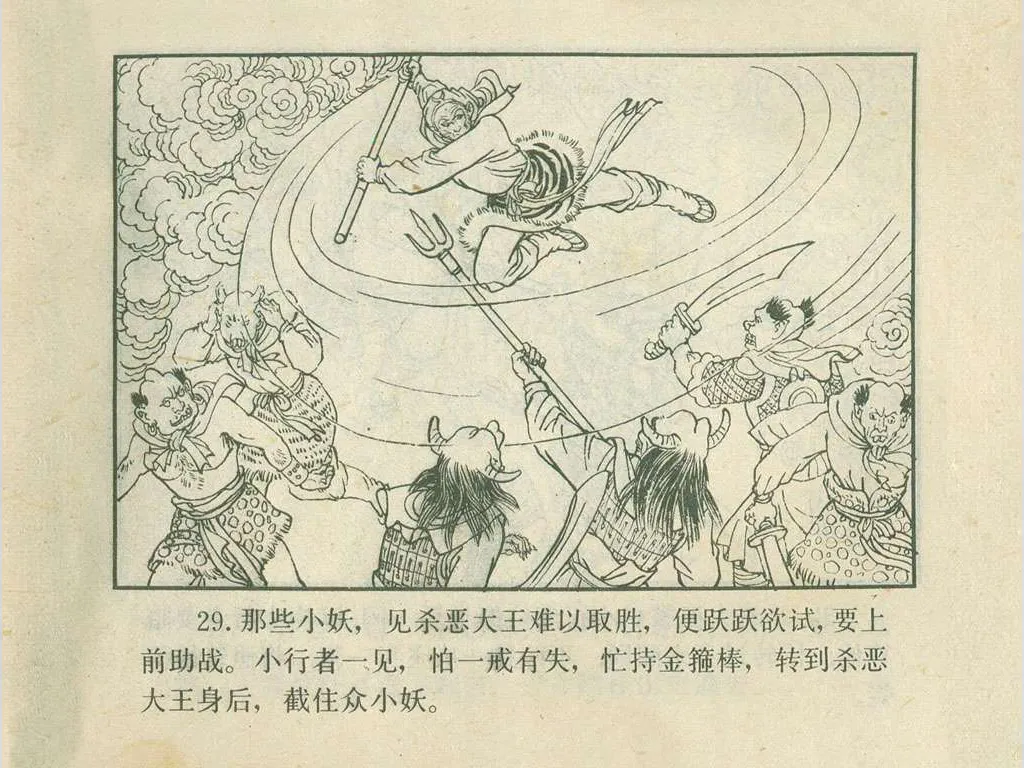 29. 那些小妖，见杀恶大王难以取胜，便跃跃欲试，要上
前助战。小行者一见，怕一戒有失，忙持金箍棒，转到杀恶
大王身后，截住众小妖。